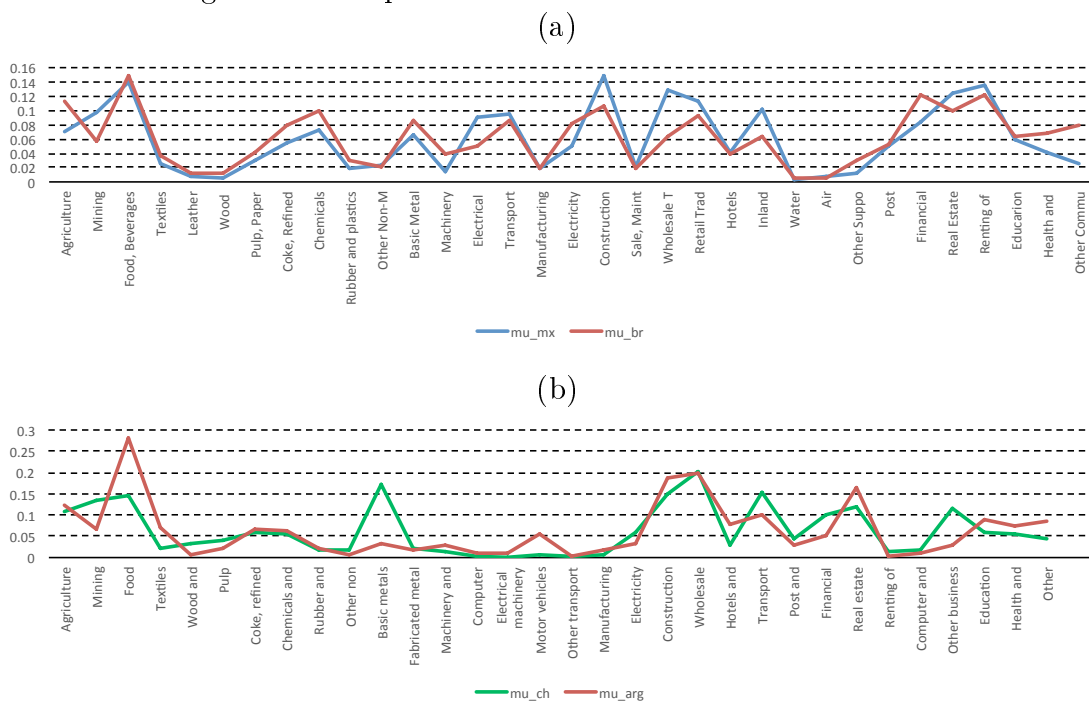 (a)
0.16
0.14
0.12
0.1
0.08
0.06
0.04
0.02
0
Agriculture
Mining
Food, Beverages
Textiles
Leather
Wood
Pulp, Paper
Coke, Refined
Chemicals
Rubber and plastics
Other Non-M
Basic Metal
Machinery
Electrical
Transport
Manufacturing
Electricity
Construction
Sale, Maint
Wholesale T
Retail Trad
Hotels
Inland
Water
Air
Other Suppo
Post
Financial
Real Estate
Renting of
Educarion
Health and
Other Commu
mu_mx mu_br
(b)
0.3
0.25
0.2
0.15
0.1
0.05
0
Agriculture
Mining
Food
Textiles
Wood and
Pulp
Coke, refined
Chemicals and
Rubber and
Other non
Basic metals
Fabricated metal
Machinery and
Computer
Electrical
machinery
Motor vehicles
Other transport
Manufacturing
Electricity
Construction
Wholesale
Hotels and
Transport
Post and
Financial
Real estate
Renting of
Computer and
Other business
Education
Health and
Other
mu_ch mu_arg